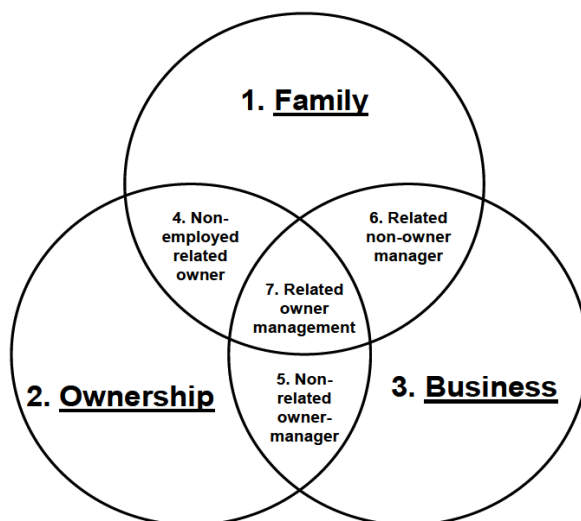 1. Family
4. Non-
employed
related
owner
6. Related
non-owner
manager
7. Related
owner
management
2. Ownership
5. Non-
related
owner-
manager
3. Business